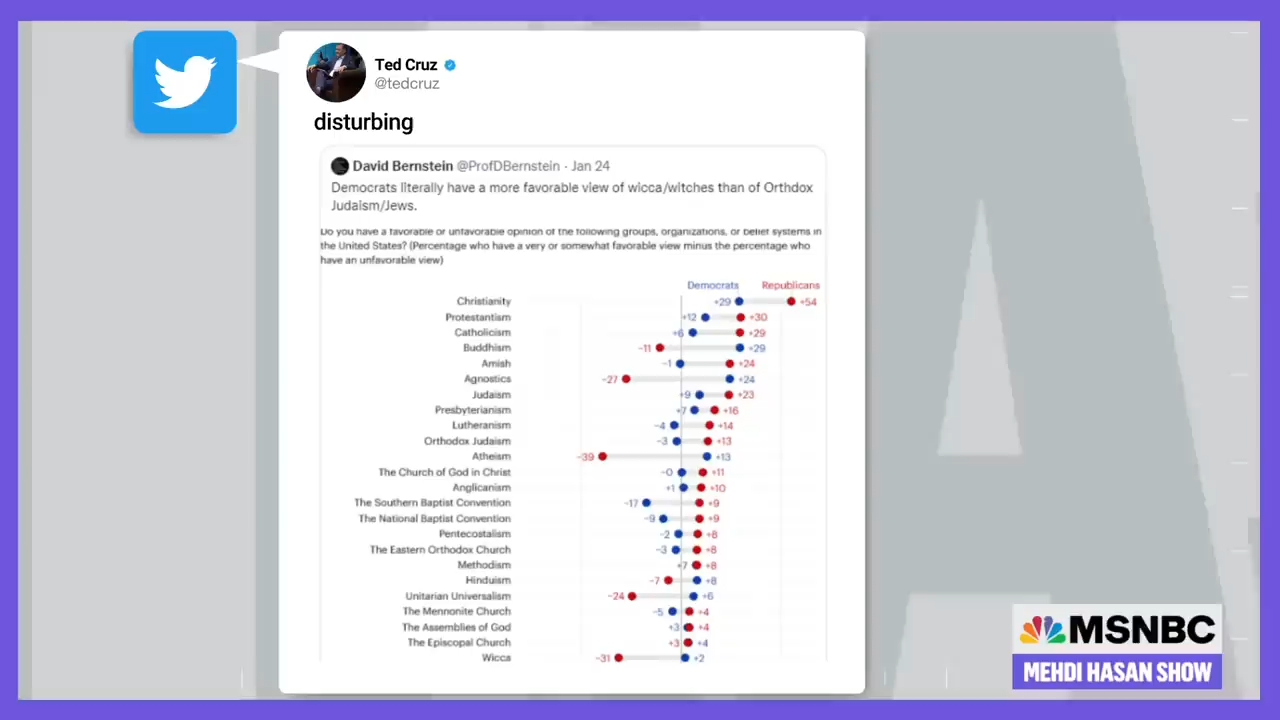 Ted Cruz
@tedcruz
disturbing
David Bernstein @ProfDBernstein · Jan 24
Democrats literally have a more favorable view of wicca/witches than of Orthdox
Judaism/Jews.
Do you have a favorable or unfavorable opinion of the following groups, organizations, or belief systems in
the United States? (Percentage who have a very or somewhat favorable view minus the percentage who
have an unfavorable view)
Democrats Republicans
Christianity +29 +54
Protestantism +12 +30
Catholicism +6 +29
Buddhism -11 +29
Amish -1 +24
Agnostics -27 +24
Judaism +9 +23
Presbyterianism +7 +16
Lutheranism -4 +14
Orthodox Judaism -3 +13
Atheism -39 +13
The Church of God in Christ -0 +11
Anglicanism +1 +10
The Southern Baptist Convention -17 +9
The National Baptist Convention -9 +9
Pentecostalism -2 +8
The Eastern Orthodox Church -3 +8
Methodism +7 +8
Hinduism -7 +8
Unitarian Universalism -24 +6
The Mennonite Church -5 +4
The Assemblies of God +3 +4
The Episcopal Church +3 +4
Wicca -31 +2
MSNBC
MEHDI HASAN SHOW